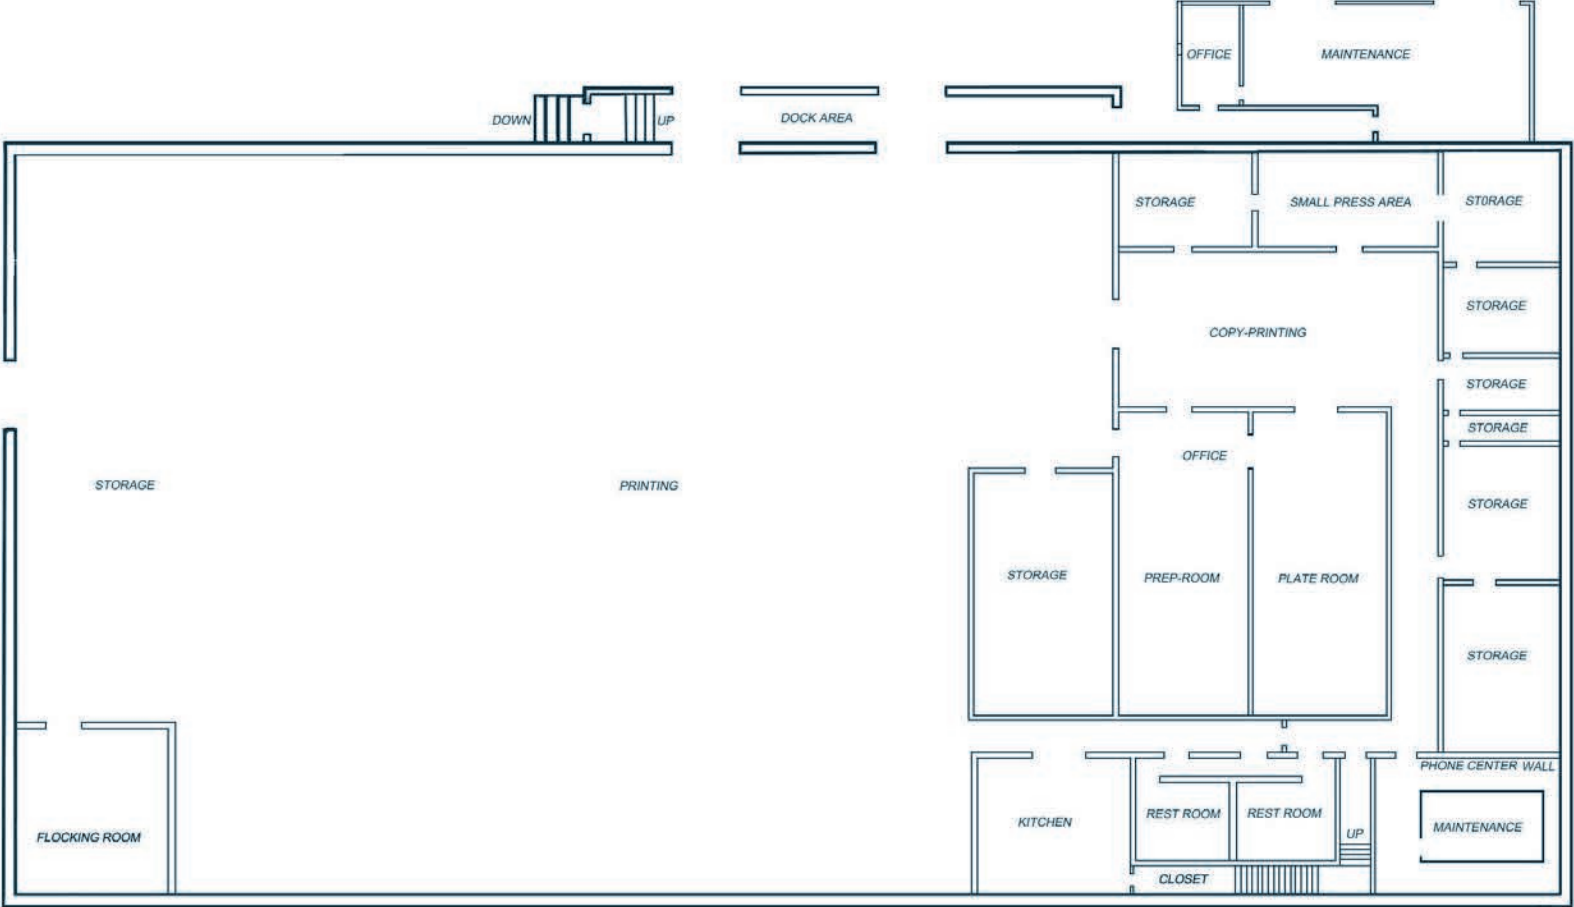 OFFICE
MAINTENANCE
DOWN
UP
DOCK AREA
STORAGE
SMALL PRESS AREA
ST0RAGE
STORAGE
COPY-PRINTING
STORAGE
STORAGE
OFFICE
STORAGE
PRINTING
STORAGE
STORAGE
PREP-ROOM
PLATE ROOM
STORAGE
PHONE CENTER WALL
FLOCKING ROOM
KITCHEN
REST ROOM
REST ROOM
UP
MAINTENANCE
CLOSET